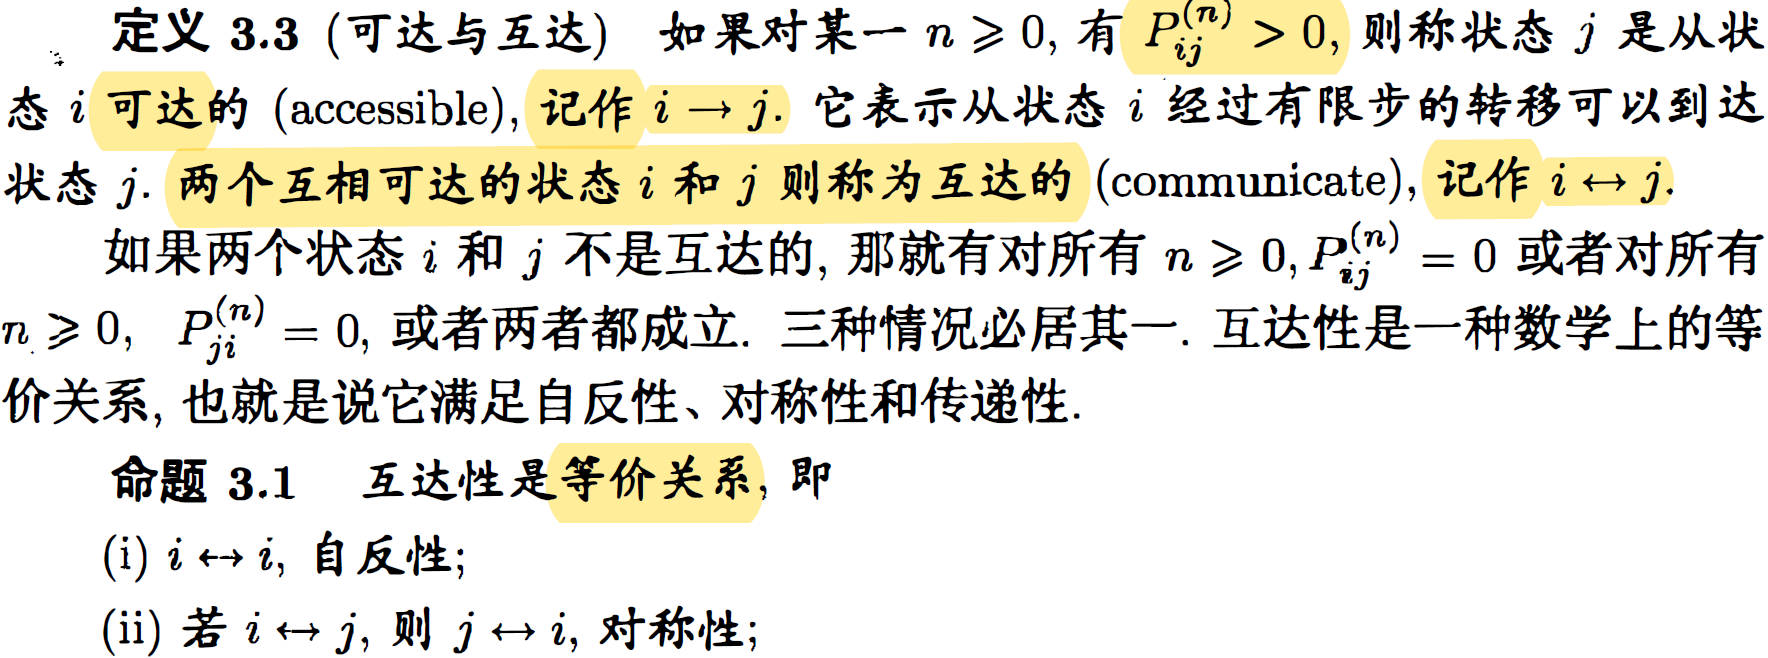 定义 3.3 (可达与互达) 如果对某一 n ⩾ 0, 有 P_{ij}^{(n)} > 0, 则称状态 j 是从状
态 i 可达的 (accessible), 记作 i → j. 它表示从状态 i 经过有限步的转移可以到达
状态 j. 两个互相可达的状态 i 和 j 则称为互达的 (communicate), 记作 i ↔ j.
如果两个状态 i 和 j 不是互达的, 那就有对所有 n ⩾ 0, P_{ij}^{(n)} = 0 或者对所有
n ⩾ 0, P_{ji}^{(n)} = 0, 或者两者都成立. 三种情况必居其一. 互达性是一种数学上的等
价关系, 也就是说它满足自反性、对称性和传递性.
命题 3.1 互达性是等价关系, 即
(i) i ↔ i, 自反性;
(ii) 若 i ↔ j, 则 j ↔ i, 对称性;